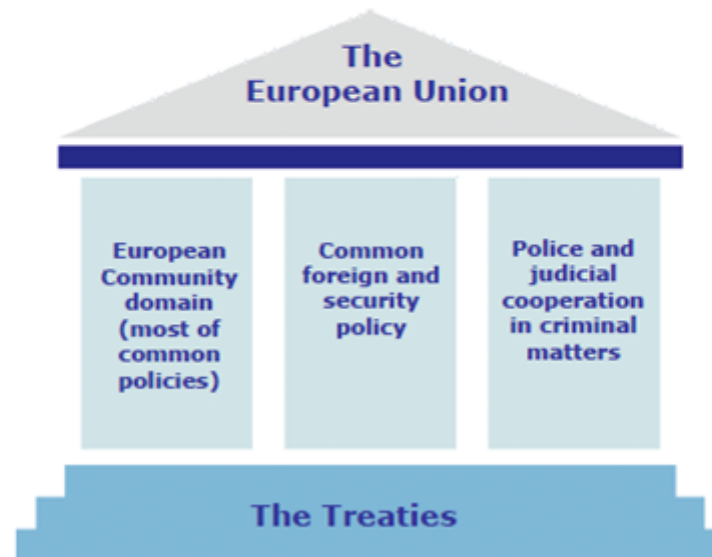 The
European Union
European
Community
domain
(most of
common
policies)
Common
foreign and
security
policy
Police and
judicial
cooperation
in criminal
matters
The Treaties